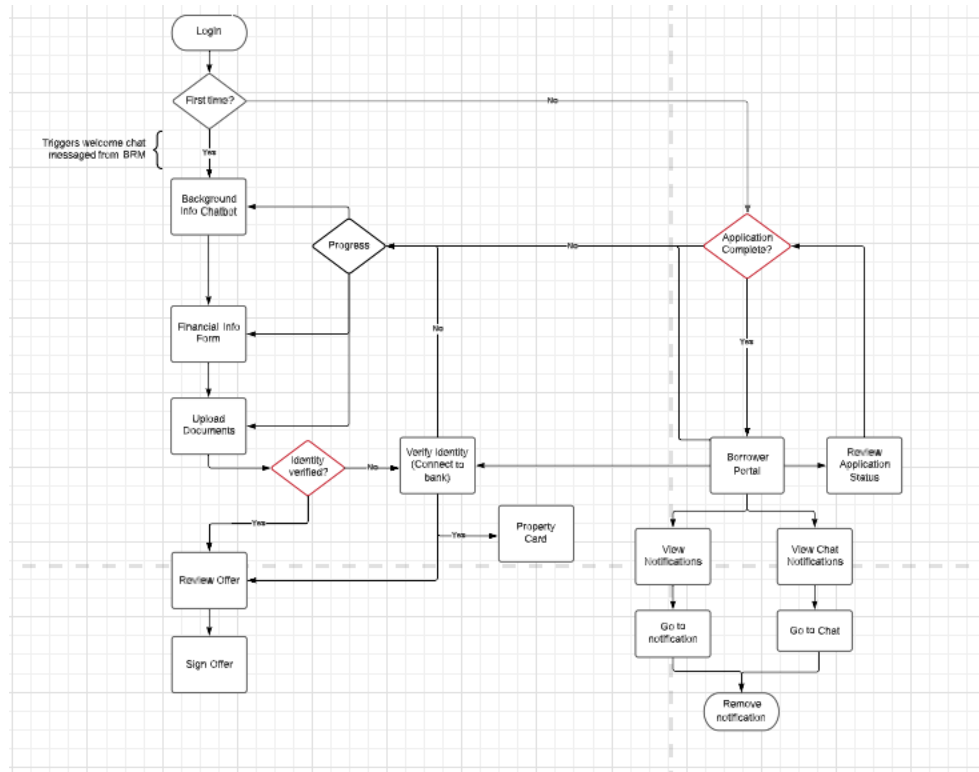 Login
First time?
No
Triggers welcome chat
messaged from BRM
Yes
Background
Info Chatbot
Progress
No
Application
Complete?
Financial Info
Form
No
Yes
Upload
Documents
Identity
verified?
No
Verify Identity
(Connect to
bank)
Borrower
Portal
Review
Application
Status
Yes
Yes
Property
Card
View
Notifications
View Chat
Notifications
Review Offer
Go to
notification
Go to Chat
Sign Offer
Remove
notification